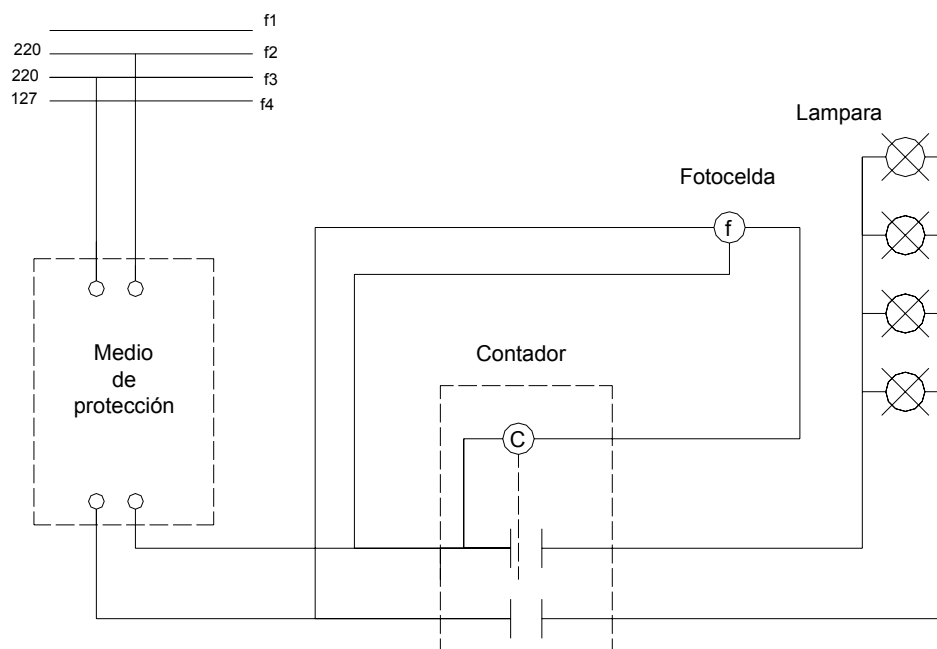 f1
220 f2
220 f3
127 f4
Lampara
Fotocelda
f
Medio
de
protección
Contador
C